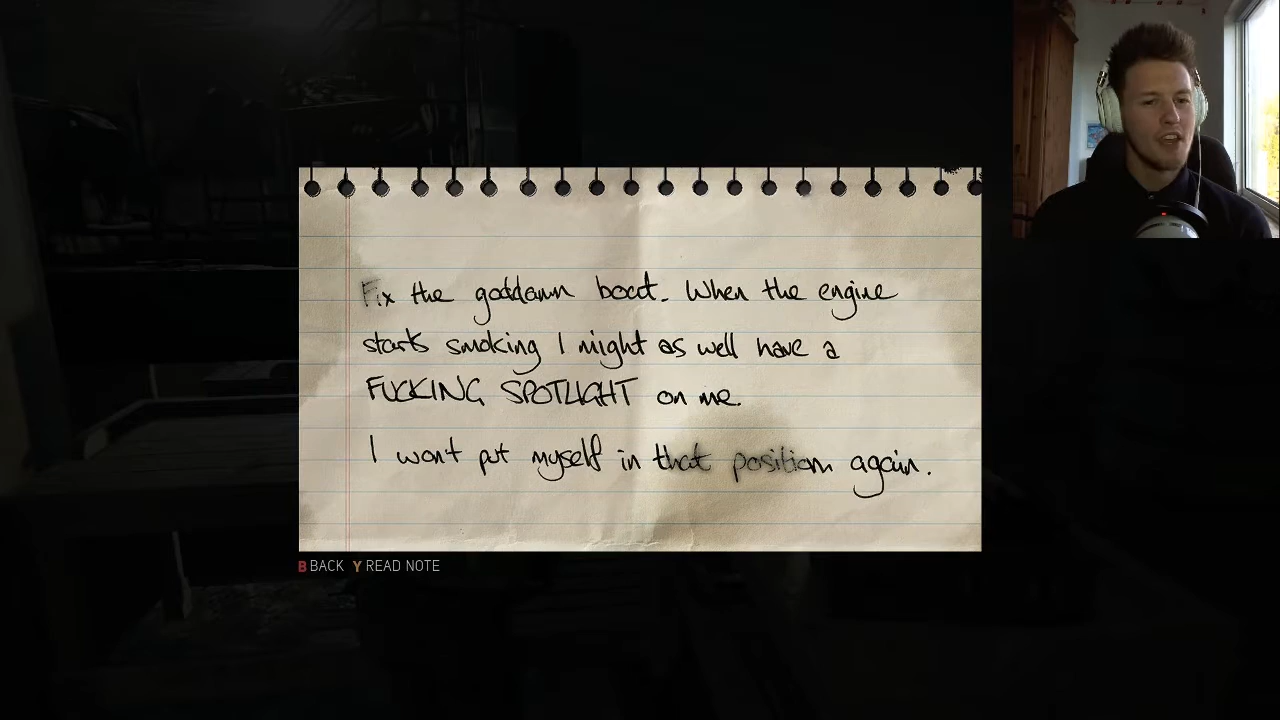 Fix the goddamn boat. When the engine
starts smoking I might as well have a
FUCKING SPOTLIGHT on me.
I won't put myself in that position again.
B BACK Y READ NOTE